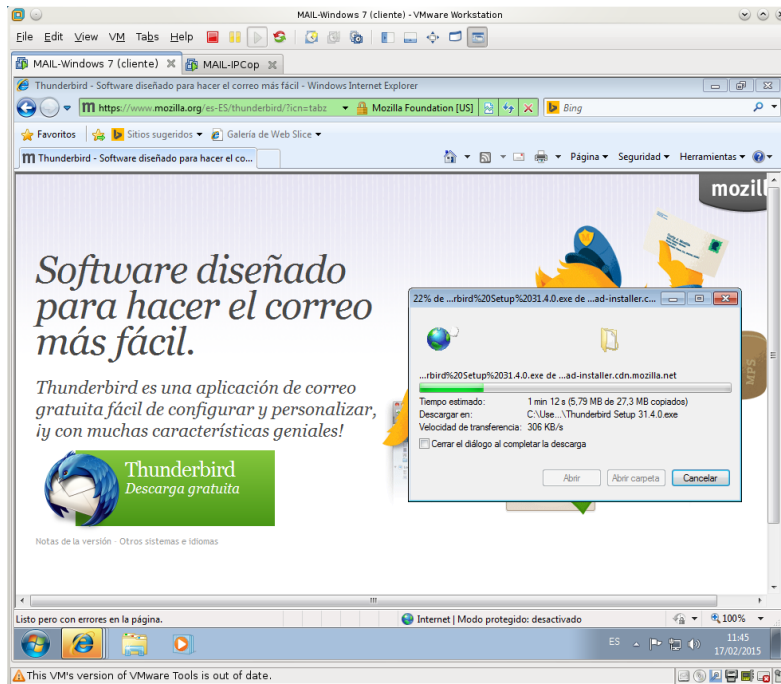 MAIL-Windows 7 (cliente) - VMware Workstation
File Edit View VM Tabs Help
MAIL-Windows 7 (cliente) MAIL-IPCop
Thunderbird - Software diseñado para hacer el correo más fácil - Windows Internet Explorer
https://www.mozilla.org/es-ES/thunderbird/?icn=tabz Mozilla Foundation [US] Bing
Favoritos Sitios sugeridos Galería de Web Slice
Thunderbird - Software diseñado para hacer el co... Página Seguridad Herramientas
mozill
Software diseñado
para hacer el correo
más fácil.
Thunderbird es una aplicación de correo
gratuita fácil de configurar y personalizar,
¡y con muchas características geniales!
Thunderbird
Descarga gratuita
Notas de la versión - Otros sistemas e idiomas
22% de ...rbird%20Setup%2031.4.0.exe de ...ad-installer.c...
...rbird%20Setup%2031.4.0.exe de ...ad-installer.cdn.mozilla.net
Tiempo estimado: 1 min 12 s (5,79 MB de 27,3 MB copiados)
Descargar en: C:\Use...\Thunderbird Setup 31.4.0.exe
Velocidad de transferencia: 306 KB/s
Cerrar el diálogo al completar la descarga
Abrir Abrir carpeta Cancelar
MPS
Listo pero con errores en la página. Internet | Modo protegido: desactivado 100%
ES 11:45
17/02/2015
This VM's version of VMware Tools is out of date.